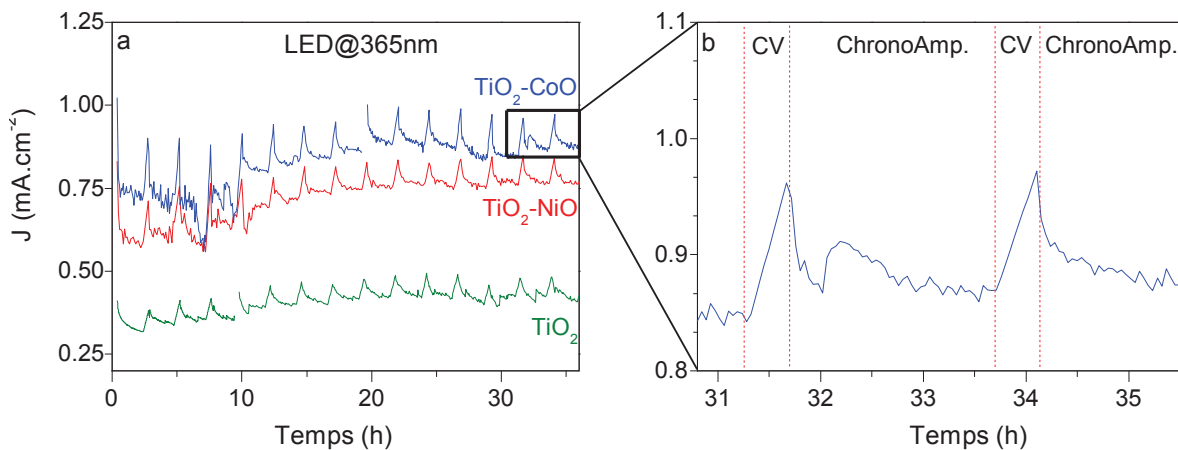 a
LED@365nm
TiO₂-CoO
TiO₂-NiO
TiO₂
J (mA.cm⁻²)
1.25
1.00
0.75
0.50
0.25
0
10
20
30
Temps (h)
b
CV
ChronoAmp.
CV
ChronoAmp.
1.1
1.0
0.9
0.8
31
32
33
34
35
Temps (h)